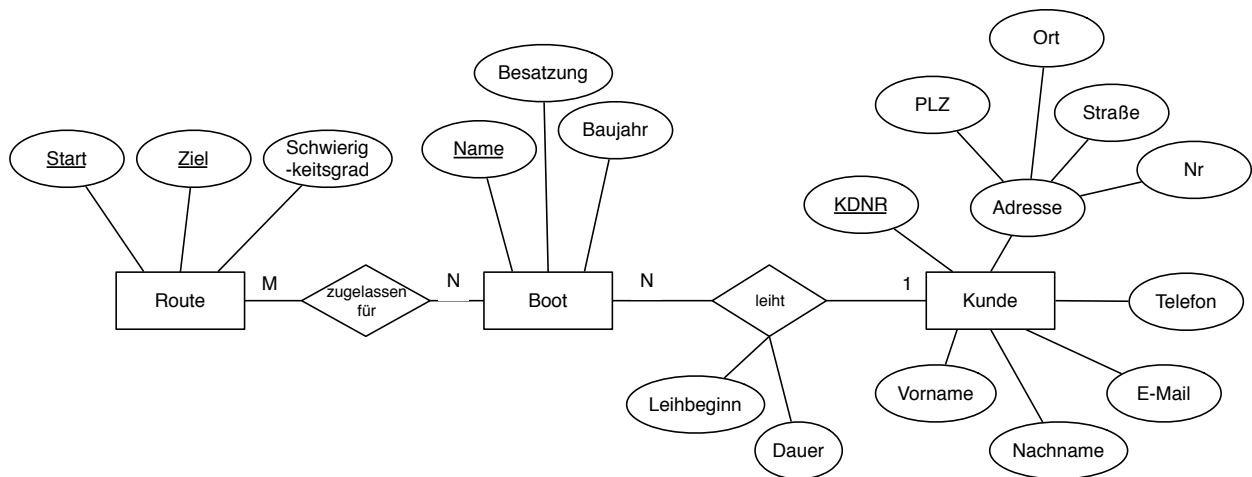 Ort
Besatzung
PLZ
Straße
Name
Baujahr
Start
Ziel
Schwierig
-keitsgrad
Nr
KDNR
Adresse
M
N
N
1
Route
zugelassen
für
Boot
leiht
Kunde
Telefon
Leihbeginn
Vorname
E-Mail
Dauer
Nachname